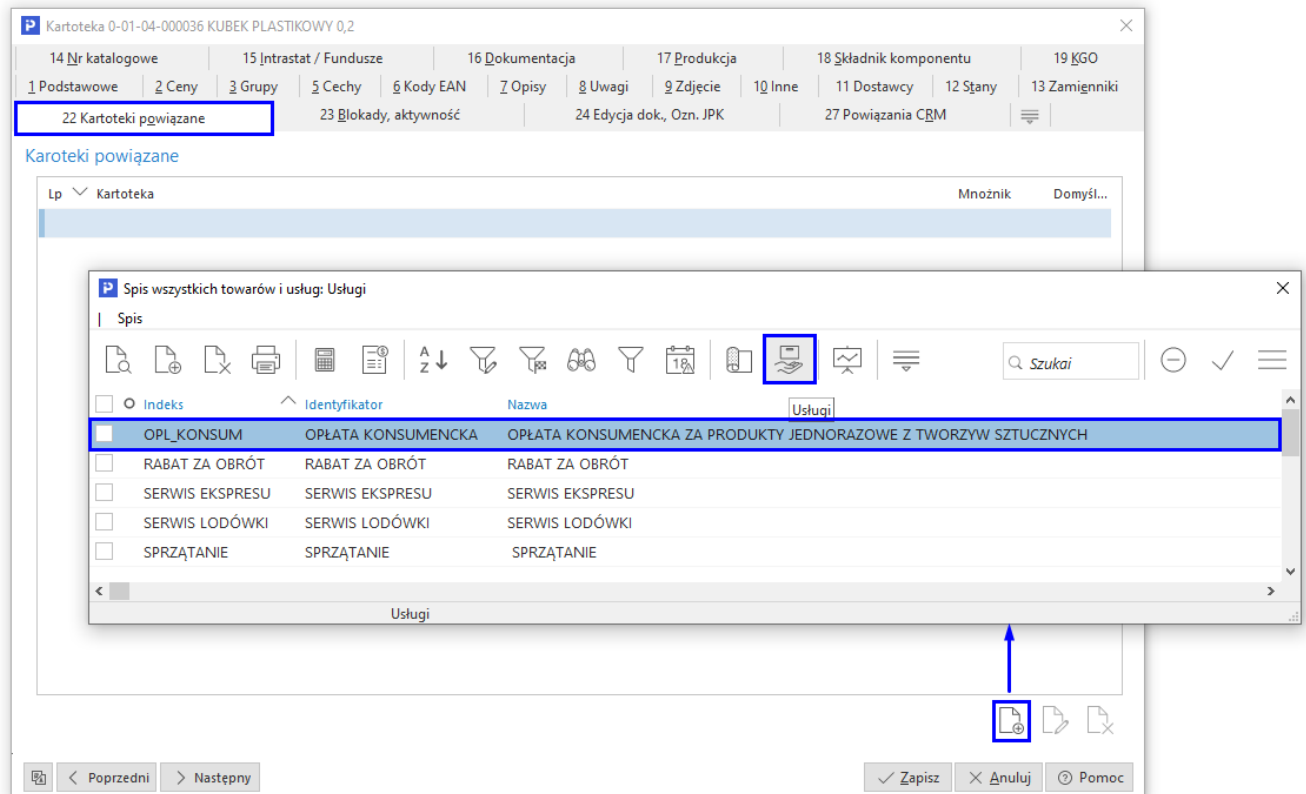 Kartoteka 0-01-04-000036 KUBEK PLASTIKOWY 0,2
14 Nr katalogowe 15 Intrastat / Fundusze 16 Dokumentacja 17 Produkcja 18 Składnik komponentu 19 KGO
1 Podstawowe 2 Ceny 3 Grupy 5 Cechy 6 Kody EAN 7 Opisy 8 Uwagi 9 Zdjęcie 10 Inne 11 Dostawcy 12 Stany 13 Zamienniki
22 Kartoteki powiązane 23 Blokady, aktywność 24 Edycja dok., Ozn. JPK 27 Powiązania CRM
Karoteki powiązane
Lp Kartoteka Mnożnik Domyśl...
Spis wszystkich towarów i usług: Usługi
Spis
A
Z
18
Szukaj
Indeks Identyfikator Nazwa
Usługi
OPL_KONSUM OPŁATA KONSUMENCKA OPŁATA KONSUMENCKA ZA PRODUKTY JEDNORAZOWE Z TWORZYW SZTUCZNYCH
RABAT ZA OBRÓT RABAT ZA OBRÓT RABAT ZA OBRÓT
SERWIS EKSPRESU SERWIS EKSPRESU SERWIS EKSPRESU
SERWIS LODÓWKI SERWIS LODÓWKI SERWIS LODÓWKI
SPRZĄTANIE SPRZĄTANIE SPRZĄTANIE
Usługi
Poprzedni Następny Zapisz Anuluj Pomoc